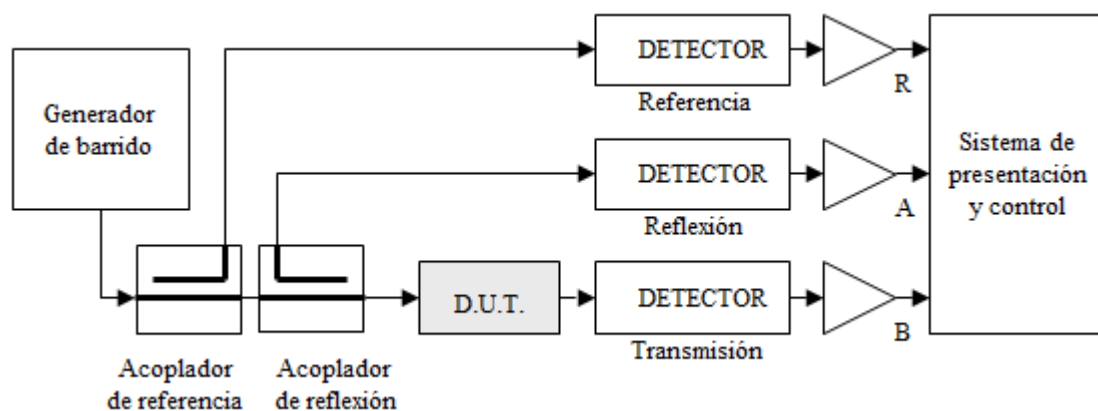 Generador
de barrido
DETECTOR
Referencia
R
DETECTOR
Reflexión
A
Sistema de
presentación
y control
D.U.T.
DETECTOR
Transmisión
B
Acoplador
de referencia
Acoplador
de reflexión